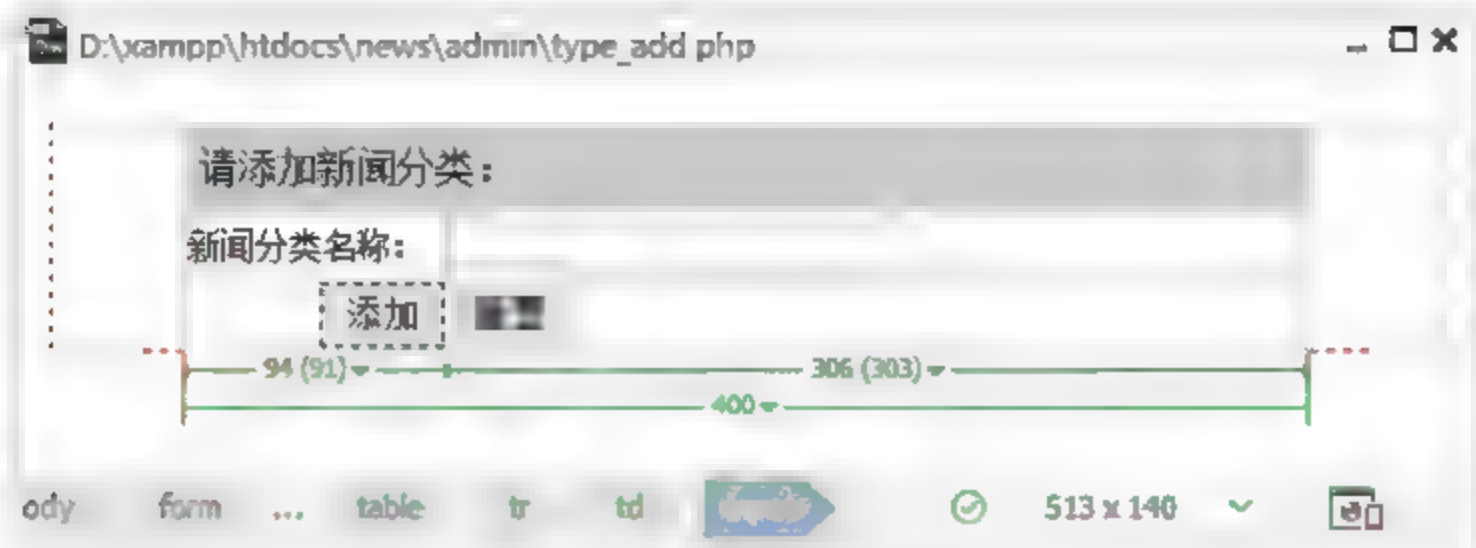 D:\xampp\htdocs\news\admin\type_add php
请添加新闻分类：
新闻分类名称：
添加
94 (91) 306 (303)
400
ody form ... table tr td 513 x 140